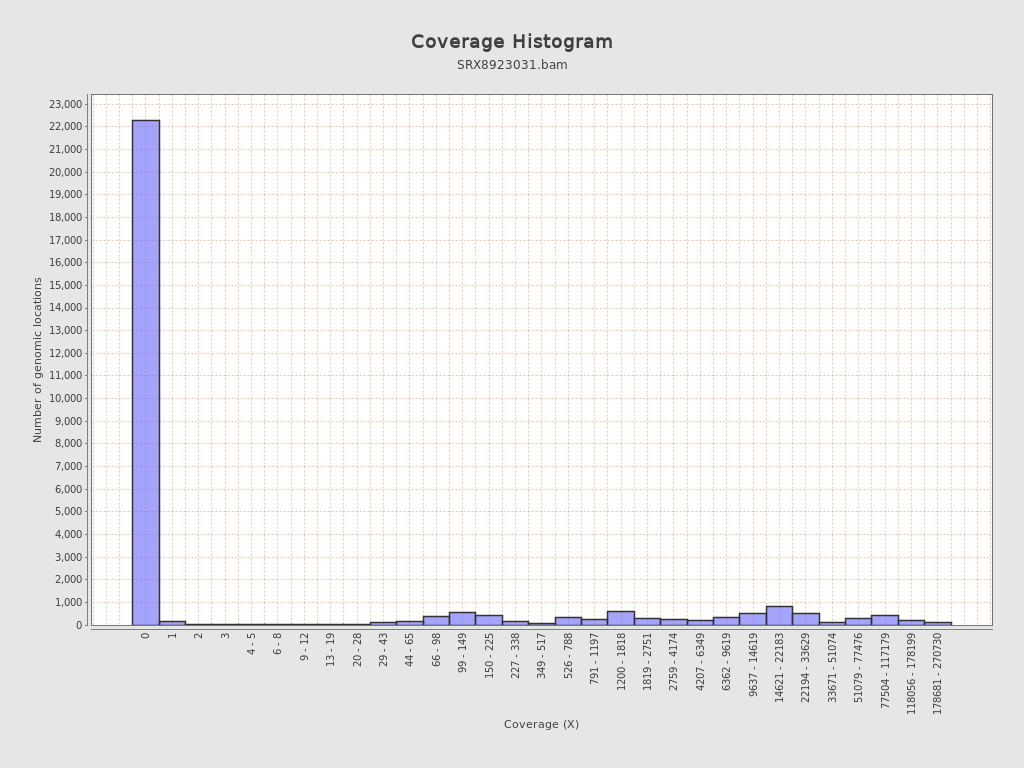 Coverage Histogram
SRX8923031.bam
23,000
22,000
21,000
20,000
19,000
18,000
17,000
16,000
15,000
14,000
13,000
12,000
11,000
10,000
9,000
8,000
7,000
6,000
5,000
4,000
3,000
2,000
1,000
0
Number of genomic locations
0
1
2
3
4 - 5
6 - 8
9 - 12
13 - 19
20 - 28
29 - 43
44 - 65
66 - 98
99 - 149
150 - 225
227 - 338
349 - 517
526 - 788
791 - 1197
1200 - 1818
1819 - 2751
2759 - 4174
4207 - 6349
6362 - 9619
9637 - 14619
14621 - 22183
22194 - 33629
33671 - 51074
51079 - 77476
77504 - 117179
118056 - 178199
178681 - 270730
Coverage (X)